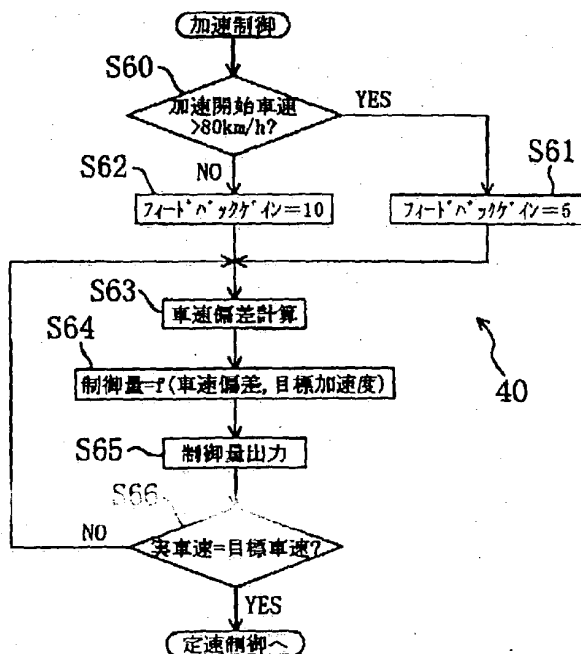 加速制御
S60
加速開始車速
>80km/h?
YES
NO
S62
S61
フィードバックゲイン=10
フィードバックゲイン=5
S63
車速偏差計算
S64
制御量=f(車速偏差,目標加速度)
40
S65
制御量出力
S66
NO
実車速=目標車速?
YES
定速制御へ